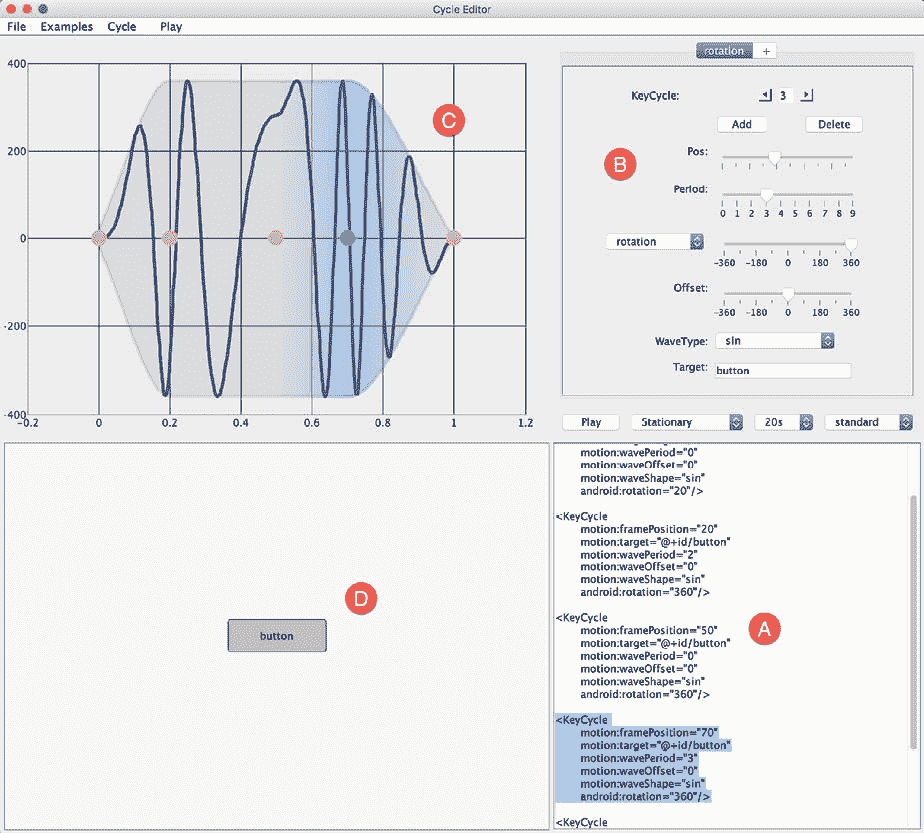 Cycle Editor
File Examples Cycle Play
400
200
0
-200
-400
-0.2 0 0.2 0.4 0.6 0.8 1 1.2
C
rotation +
KeyCycle: 3
Add Delete
B
Pos:
Period:
0 1 2 3 4 5 6 7 8 9
rotation
-360 -180 0 180 360
Offset:
-360 -180 0 180 360
WaveType: sin
Target: button
Play Stationary 20s standard
D
button
motion:wavePeriod="0"
motion:waveOffset="0"
motion:waveShape="sin"
android:rotation="20"/>
<KeyCycle
motion:framePosition="20"
motion:target="@+id/button"
motion:wavePeriod="2"
motion:waveOffset="0"
motion:waveShape="sin"
android:rotation="360"/>
<KeyCycle
motion:framePosition="50"
motion:target="@+id/button"
motion:wavePeriod="0"
motion:waveOffset="0"
motion:waveShape="sin"
android:rotation="360"/>
A
<KeyCycle
motion:framePosition="70"
motion:target="@+id/button"
motion:wavePeriod="3"
motion:waveOffset="0"
motion:waveShape="sin"
android:rotation="360"/>
<KeyCycle